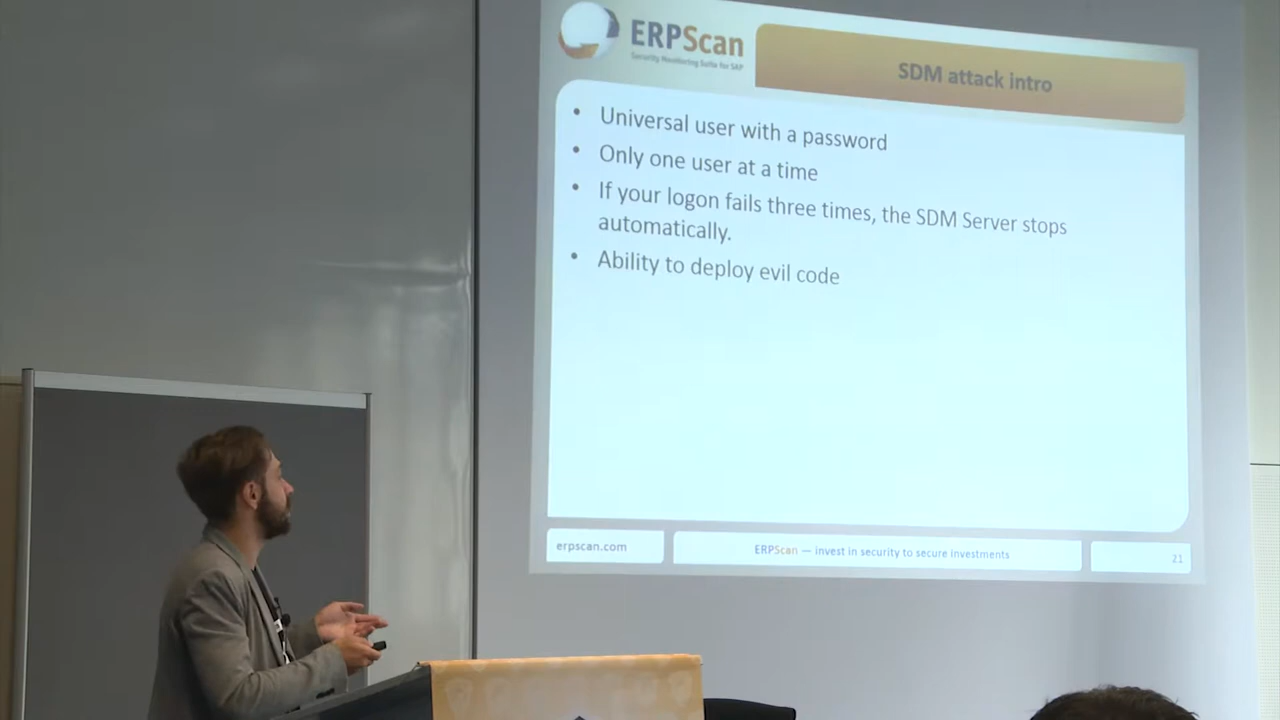 ERPScan
Security Monitoring Suite for SAP
SDM attack intro
• Universal user with a password
• Only one user at a time
• If your logon fails three times, the SDM Server stops
automatically.
• Ability to deploy evil code
erpscan.com
ERPScan — invest in security to secure investments
21